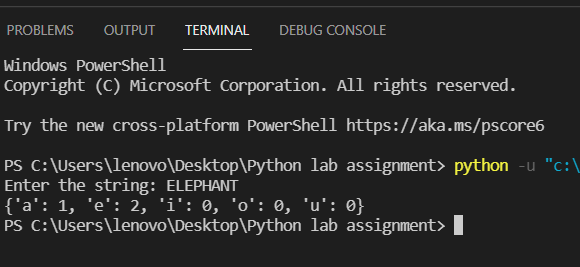 PROBLEMS OUTPUT TERMINAL DEBUG CONSOLE
Windows PowerShell
Copyright (C) Microsoft Corporation. All rights reserved.
Try the new cross-platform PowerShell https://aka.ms/pscore6
PS C:\Users\lenovo\Desktop\Python lab assignment> python -u "c:\
Enter the string: ELEPHANT
{'a': 1, 'e': 2, 'i': 0, 'o': 0, 'u': 0}
PS C:\Users\lenovo\Desktop\Python lab assignment>